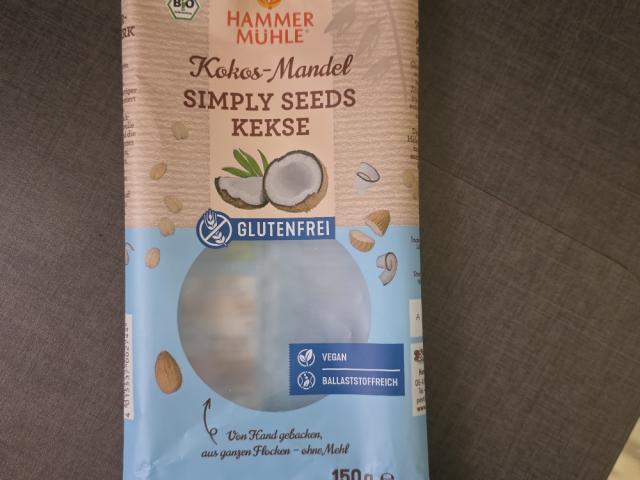 BIO
HAMMER
MÜHLE®
Kokos-Mandel
SIMPLY SEEDS
KEKSE
GLUTENFREI
VEGAN
BALLASTSTOFFREICH
Von Hand gebacken,
aus ganzen Flocken – ohne Mehl
150g e